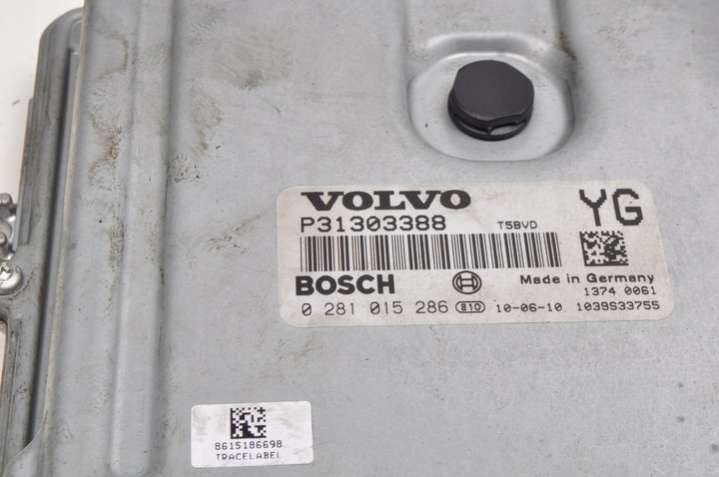 VOLVO
YG
P31303388 T5BVD
BOSCH
Made in Germany
1374 0061
0 281 015 286 810 10-06-10 1039S33755
8615186698
TRACELABEL